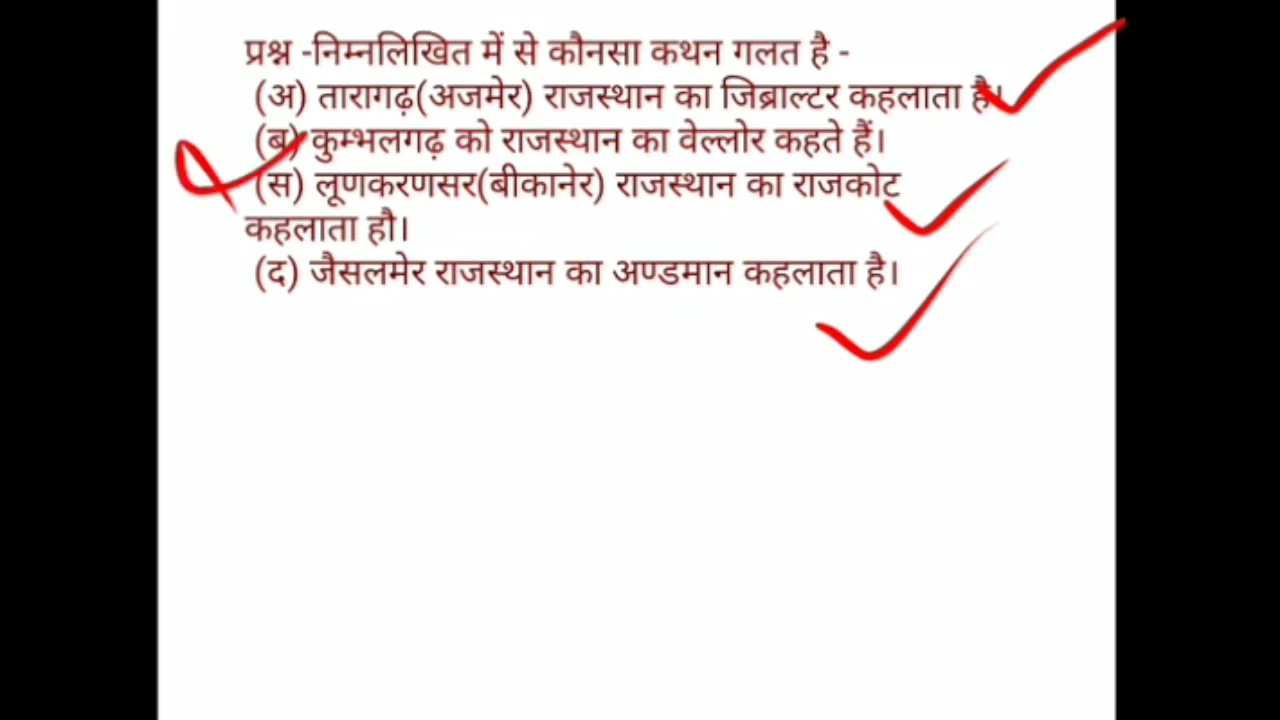 प्रश्न -निम्नलिखित में से कौनसा कथन गलत है -
(अ) तारागढ़(अजमेर) राजस्थान का जिब्राल्टर कहलाता है।
(ब) कुम्भलगढ़ को राजस्थान का वेल्लोर कहते हैं।
(स) लूणकरणसर(बीकानेर) राजस्थान का राजकोट
कहलाता हौ।
(द) जैसलमेर राजस्थान का अण्डमान कहलाता है।